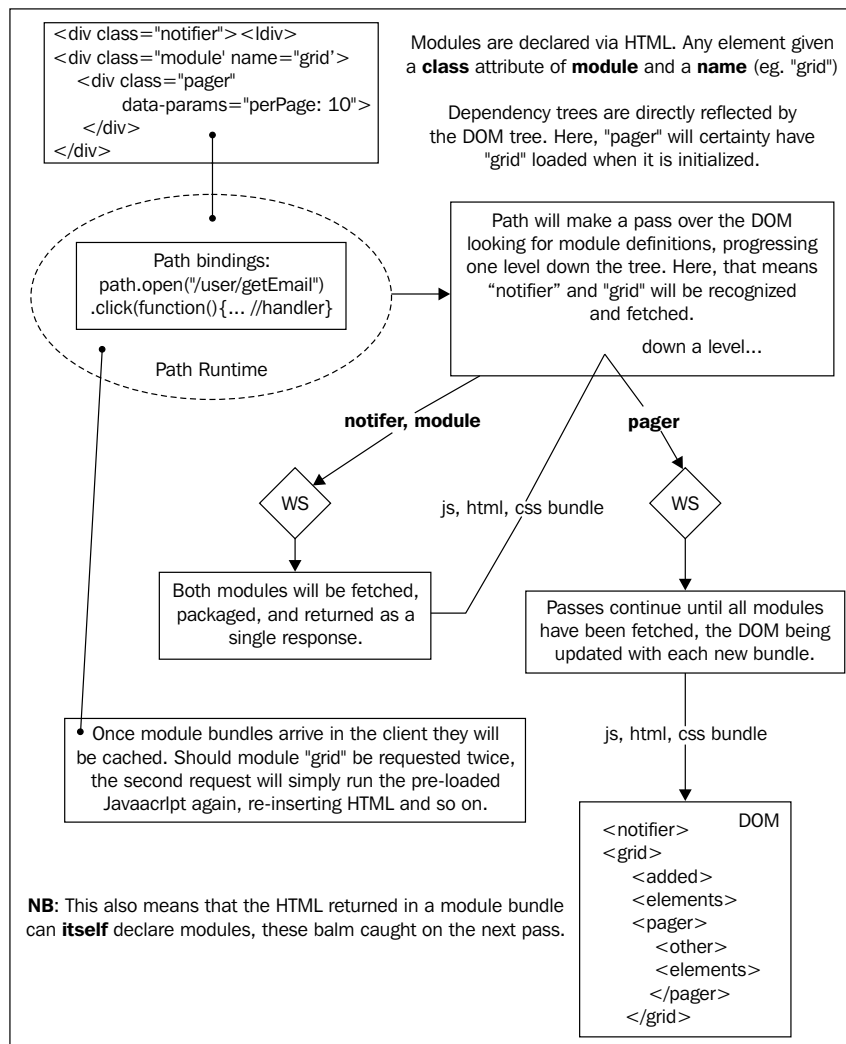 <div class="notifier"><ldiv>
<div class="module' name="grid'>
<div class="pager"
data-params="perPage: 10">
</div>
</div>
Modules are declared via HTML. Any element given
a class attribute of module and a name (eg. "grid")
Dependency trees are directly reflected by
the DOM tree. Here, "pager" will certainty have
"grid" loaded when it is initialized.
Path bindings:
path.open("/user/getEmail")
.click(function(){... //handler}
Path Runtime
Path will make a pass over the DOM
looking for module definitions, progressing
one level down the tree. Here, that means
“notifier” and "grid" will be recognized
and fetched.
down a level...
notifer, module
pager
WS
WS
js, html, css bundle
Both modules will be fetched,
packaged, and returned as a
single response.
Passes continue until all modules
have been fetched, the DOM being
updated with each new bundle.
js, html, css bundle
Once module bundles arrive in the client they will
be cached. Should module "grid" be requested twice,
the second request will simply run the pre-loaded
JavaacrIpt again, re-inserting HTML and so on.
NB: This also means that the HTML returned in a module bundle
can itself declare modules, these balm caught on the next pass.
DOM
<notifier>
<grid>
<added>
<elements>
<pager>
<other>
<elements>
</pager>
</grid>